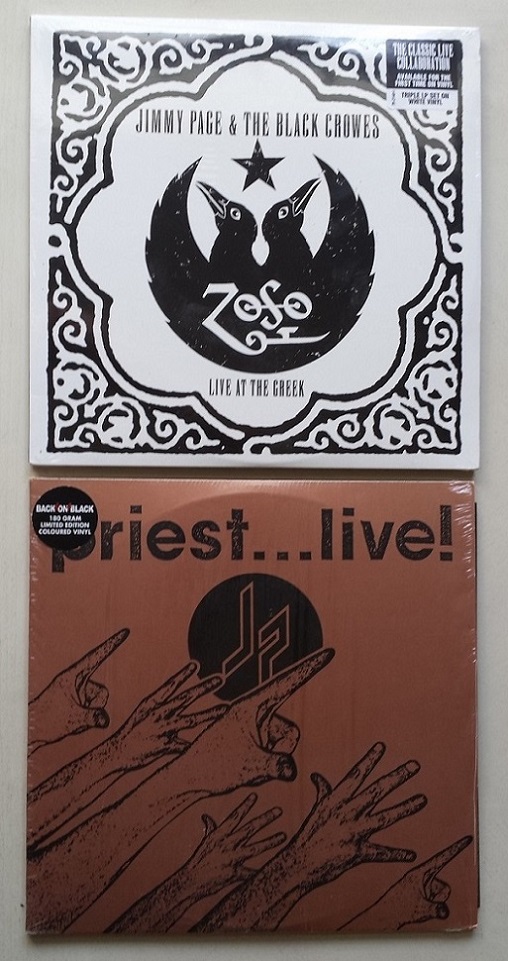 THE CLASSIC LIVE
COLLABORATION
AVAILABLE FOR THE
FIRST TIME ON VINYL
TRIPLE LP SET ON
WHITE VINYL
JIMMY PAGE & THE BLACK CROWES
ZOSO
LIVE AT THE GREEK
BACK ON BLACK
180 GRAM
LIMITED EDITION
COLOURED VINYL
priest...live!
JP